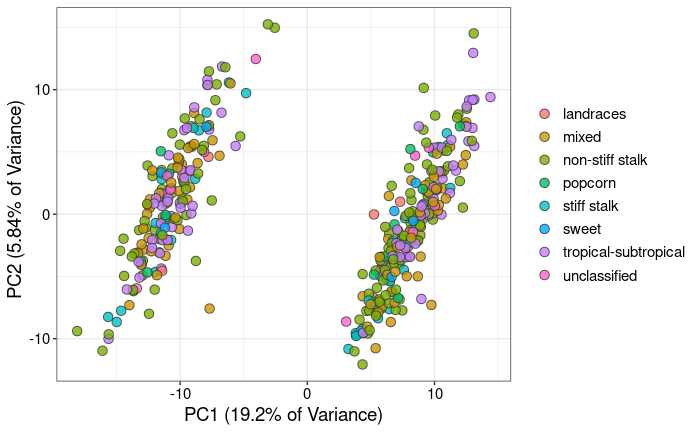 PC2 (5.84% of Variance)
10
0
-10
-10
0
10
PC1 (19.2% of Variance)
landraces
mixed
non-stiff stalk
popcorn
stiff stalk
sweet
tropical-subtropical
unclassified